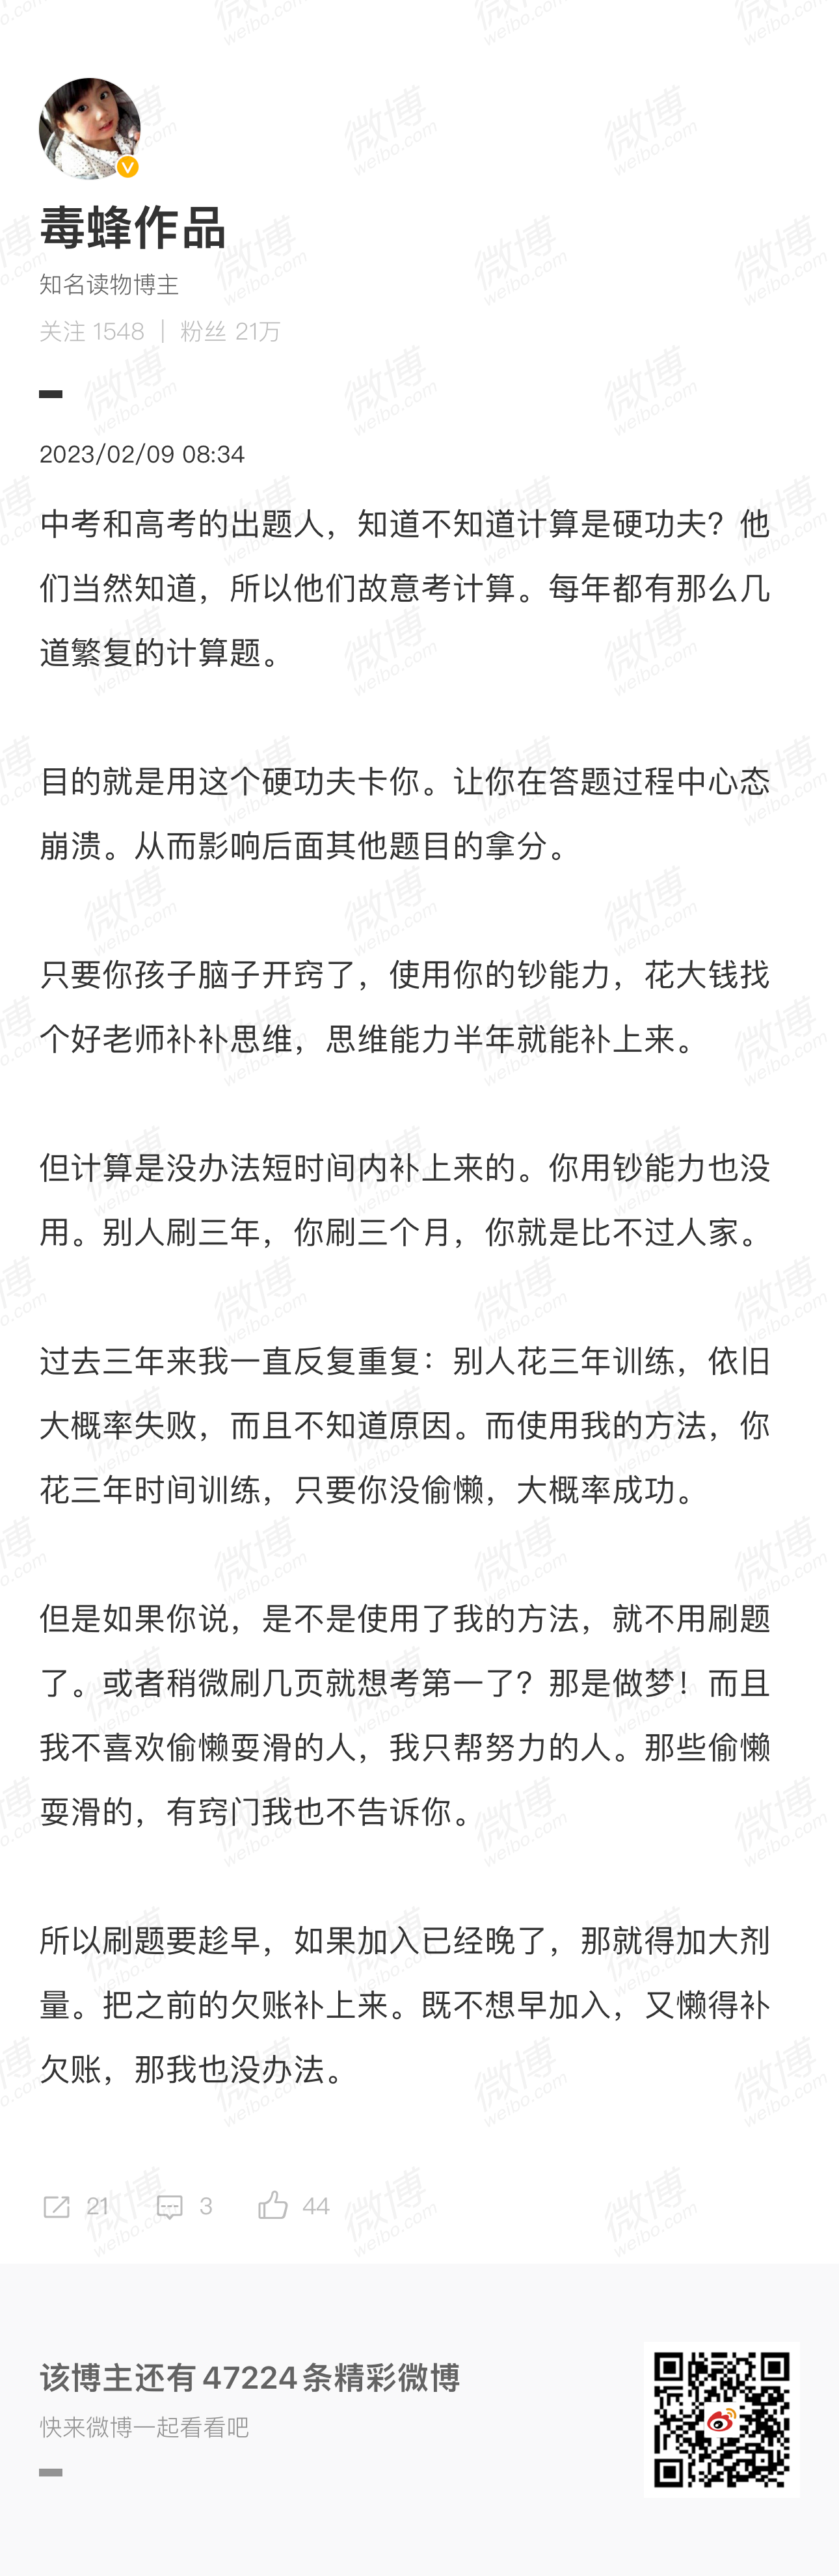 毒蜂作品
知名读物博主
关注 1548 | 粉丝 21万
2023/02/09 08:34
中考和高考的出题人，知道不知道计算是硬功夫？他
们当然知道，所以他们故意考计算。每年都有那么几
道繁复的计算题。
目的就是用这个硬功夫卡你。让你在答题过程中心态
崩溃。从而影响后面其他题目的拿分。
只要你孩子脑子开窍了，使用你的钞能力，花大钱找
个好老师补补思维，思维能力半年就能补上来。
但计算是没办法短时间内补上来的。你用钞能力也没
用。别人刷三年，你刷三个月，你就是比不过人家。
过去三年来我一直反复重复：别人花三年训练，依旧
大概率失败，而且不知道原因。而使用我的方法，你
花三年时间训练，只要你没偷懒，大概率成功。
但是如果你说，是不是使用了我的方法，就不用刷题
了。或者稍微刷几页就想考第一了？那是做梦！而且
我不喜欢偷懒耍滑的人，我只帮努力的人。那些偷懒
耍滑的，有窍门我也不告诉你。
所以刷题要趁早，如果加入已经晚了，那就得加大剂
量。把之前的欠账补上来。既不想早加入，又懒得补
欠账，那我也没办法。
21 3 44
该博主还有 47224 条精彩微博
快来微博一起看看吧
微博
weibo.com